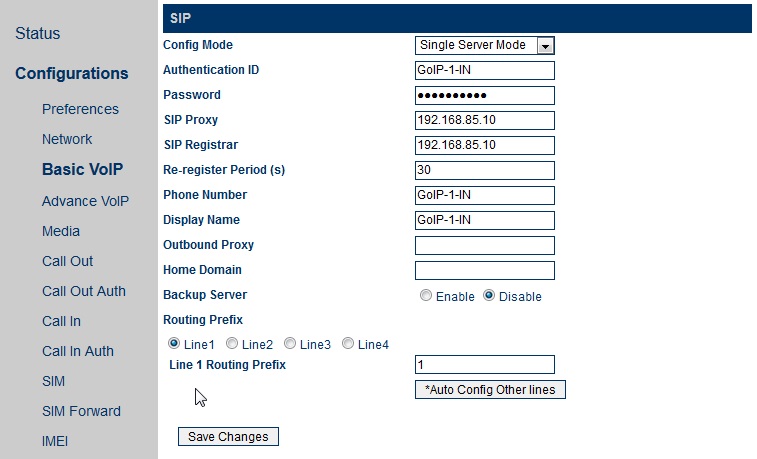 Status
Configurations
Preferences
Network
Basic VoIP
Advance VoIP
Media
Call Out
Call Out Auth
Call In
Call In Auth
SIM
SIM Forward
IMEI
SIP
Config Mode Single Server Mode
Authentication ID GoIP-1-IN
Password ●●●●●●●●●●
SIP Proxy 192.168.85.10
SIP Registrar 192.168.85.10
Re-register Period (s) 30
Phone Number GoIP-1-IN
Display Name GoIP-1-IN
Outbound Proxy
Home Domain
Backup Server Enable Disable
Routing Prefix
Line1 Line2 Line3 Line4
Line 1 Routing Prefix 1
*Auto Config Other lines
Save Changes